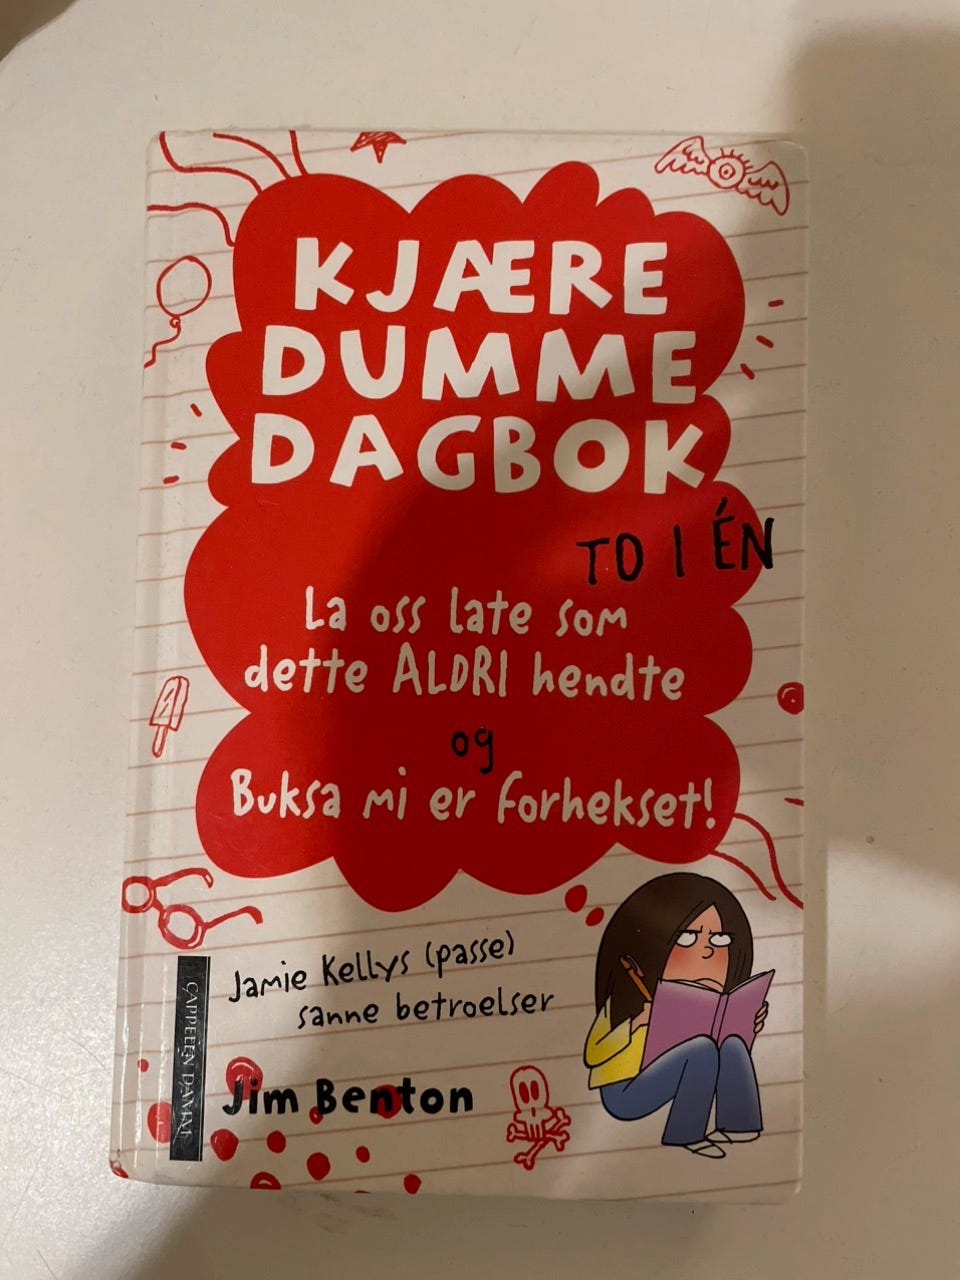 KJÆRE
DUMME
DAGBOK
TO I ÉN
La oss late som
dette ALDRI hendte
og
Buksa mi er forhekset!
Jamie Kellys (passe)
sanne betroelser
Jim Benton
CAPPELEN DAMM